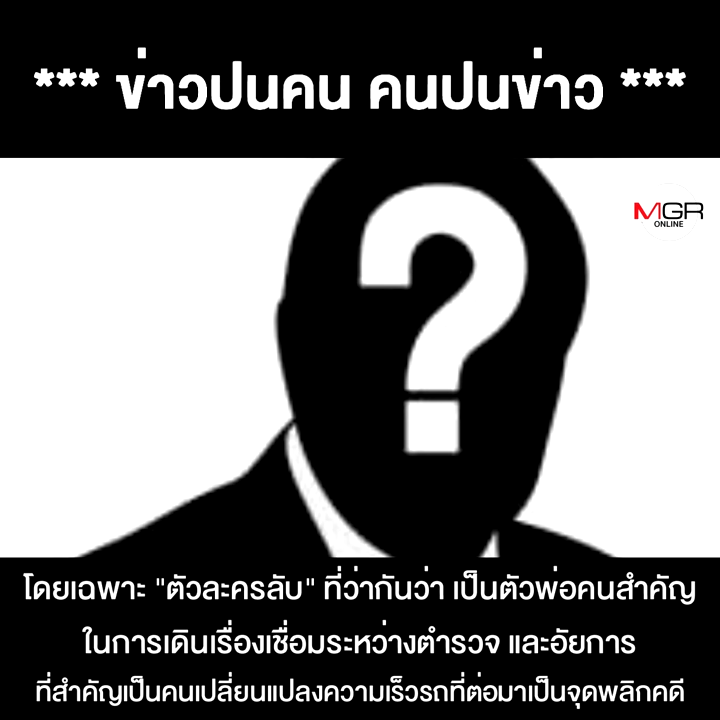 *** ข่าวปนคน คนปนข่าว ***
MGR
ONLINE
?
โดยเฉพาะ "ตัวละครลับ" ที่ว่ากันว่า เป็นตัวพ่อคนสำคัญ
ในการเดินเรื่องเชื่อมระหว่างตำรวจ และอัยการ
ที่สำคัญเป็นคนเปลี่ยนแปลงความเร็วรถที่ต่อมาเป็นจุดพลิกคดี